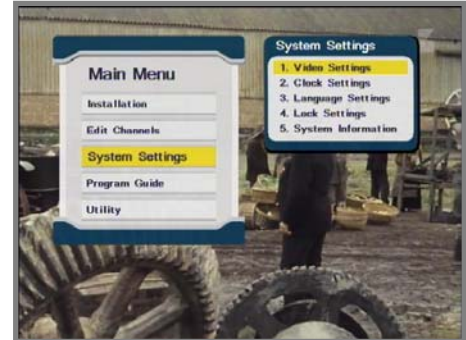 Main Menu
Installation
Edit Channels
System Settings
Program Guide
Utility
System Settings
1. Video Settings
2. Clock Settings
3. Language Settings
4. Lock Settings
5. System Information